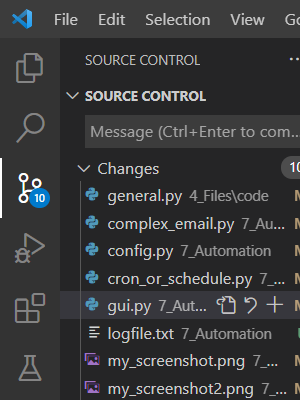 File Edit Selection View Go
SOURCE CONTROL
SOURCE CONTROL
Message (Ctrl+Enter to com...
Changes 10
general.py 4_Files\code
complex_email.py 7_Au...
config.py 7_Automation
cron_or_schedule.py 7_...
gui.py 7_Aut...
logfile.txt 7_Automation
my_screenshot.png 7_...
my_screenshot2.png 7_...
10